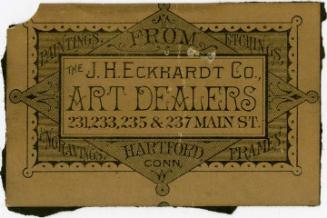 FROM
PAINTINGS, ETCHINGS,
THE J. H. ECKHARDT CO.,
ART DEALERS
231, 233, 235 & 237 MAIN ST.
ENGRAVINGS, FRAMES
HARTFORD
CONN.